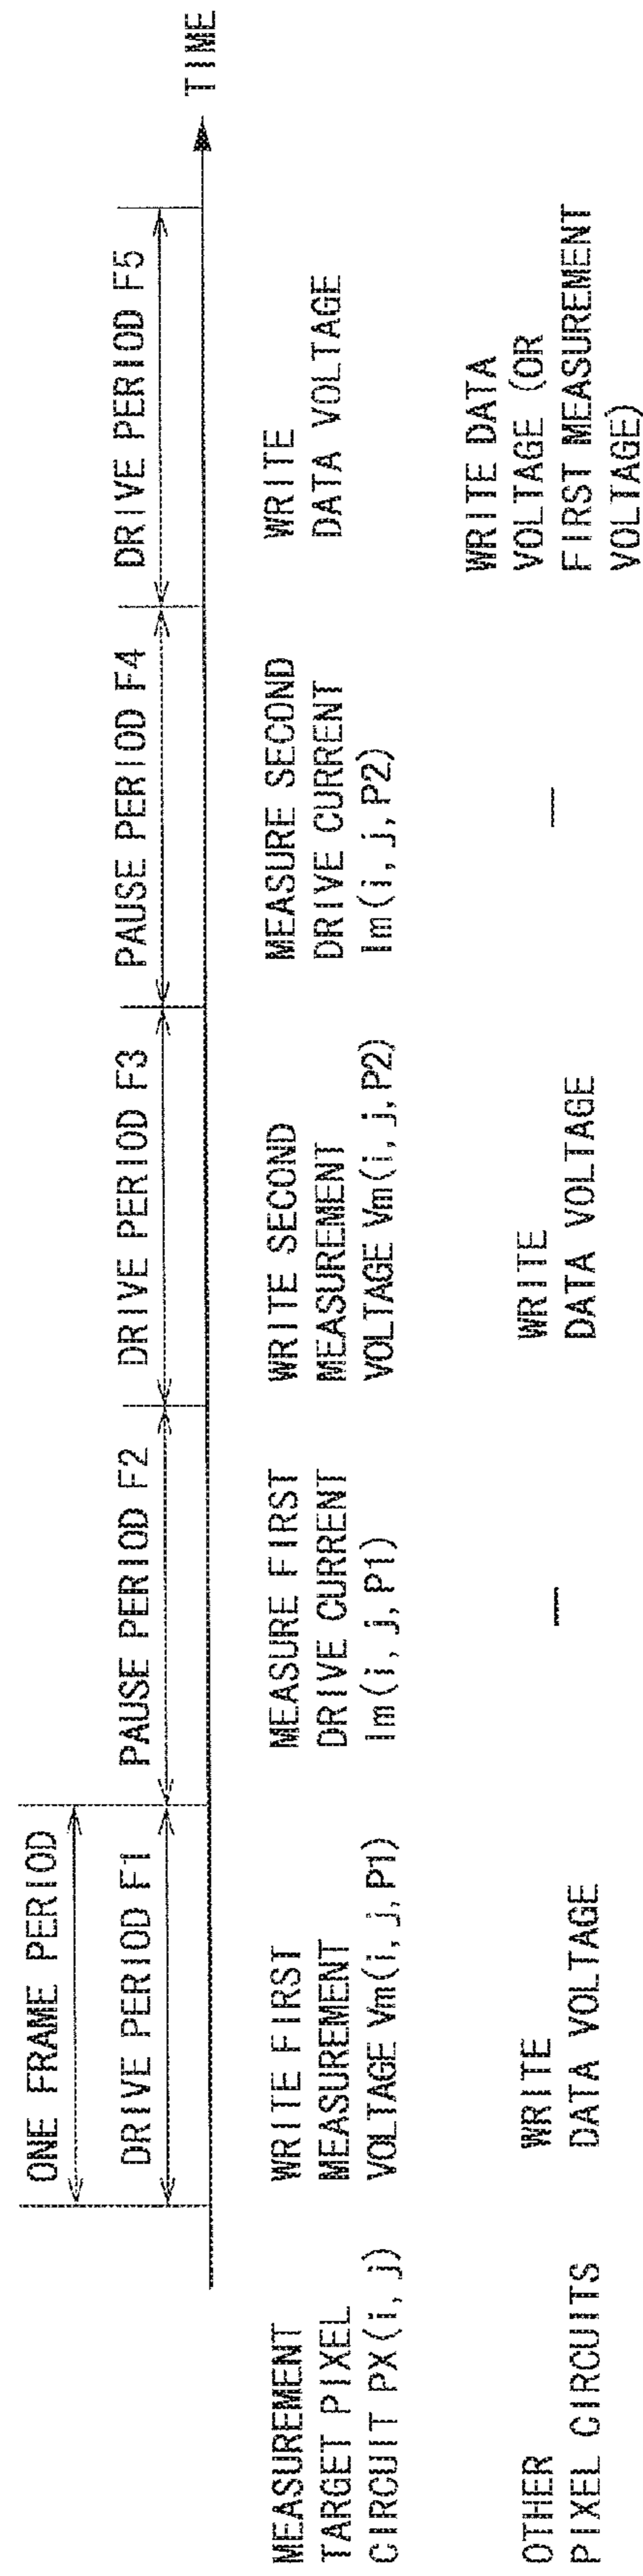 ONE FRAME PERIOD
DRIVE PERIOD F1
PAUSE PERIOD F2
DRIVE PERIOD F3
PAUSE PERIOD F4
DRIVE PERIOD F5
TIME
MEASUREMENT
TARGET PIXEL
CIRCUIT PX(i, j)
WRITE FIRST
MEASUREMENT
VOLTAGE Vm(i, j, P1)
MEASURE FIRST
DRIVE CURRENT
Im(i, j, P1)
WRITE SECOND
MEASUREMENT
VOLTAGE Vm(i, j, P2)
MEASURE SECOND
DRIVE CURRENT
Im(i, j, P2)
WRITE
DATA VOLTAGE
OTHER
PIXEL CIRCUITS
WRITE
DATA VOLTAGE
—
WRITE
DATA VOLTAGE
—
WRITE DATA
VOLTAGE (OR
FIRST MEASUREMENT
VOLTAGE)